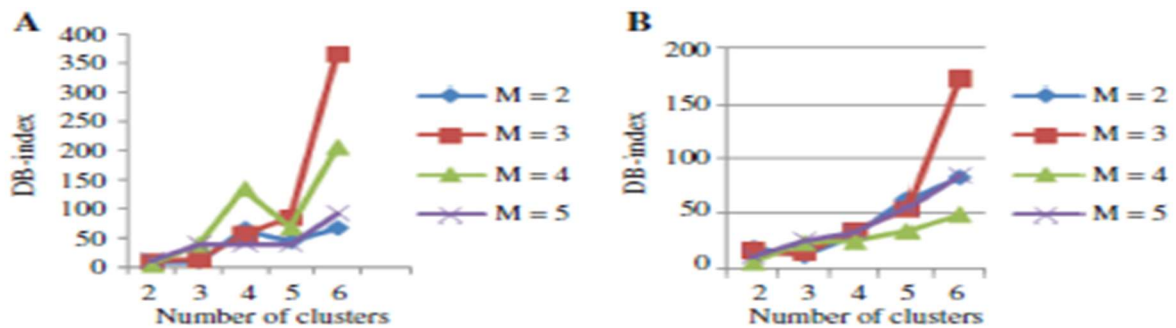 A
400
350
300
250
200
150
100
50
0
DB-index
2 3 4 5 6
Number of clusters
M = 2
M = 3
M = 4
M = 5
B
200
150
100
50
0
DB-index
2 3 4 5 6
Number of clusters
M = 2
M = 3
M = 4
M = 5